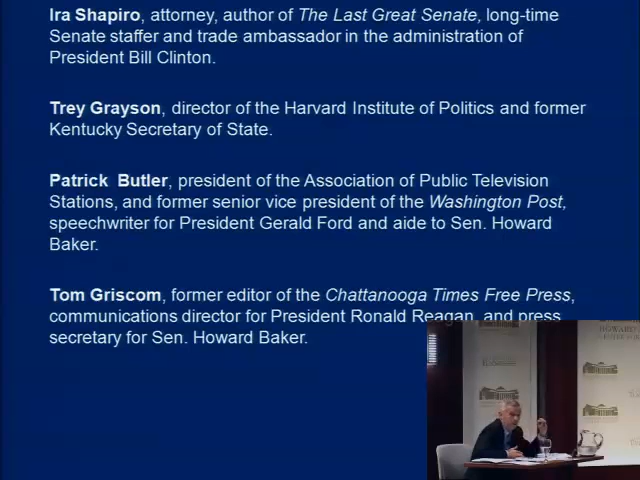 Ira Shapiro, attorney, author of The Last Great Senate, long-time
Senate staffer and trade ambassador in the administration of
President Bill Clinton.
Trey Grayson, director of the Harvard Institute of Politics and former
Kentucky Secretary of State.
Patrick Butler, president of the Association of Public Television
Stations, and former senior vice president of the Washington Post,
speechwriter for President Gerald Ford and aide to Sen. Howard
Baker.
Tom Griscom, former editor of the Chattanooga Times Free Press,
communications director for President Ronald Reagan, and press
secretary for Sen. Howard Baker.
HOWARD